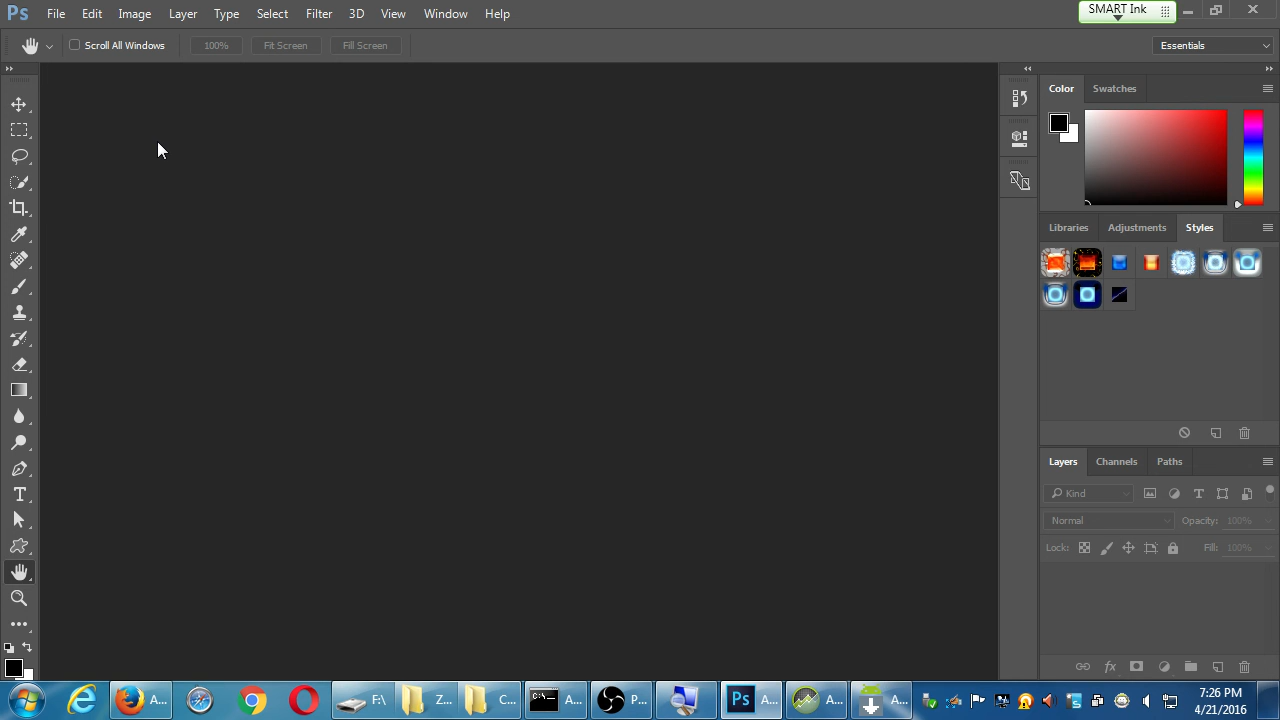 Ps File Edit Image Layer Type Select Filter 3D View Window Help SMART Ink
Scroll All Windows 100% Fit Screen Fill Screen Essentials
Color Swatches
Libraries Adjustments Styles
Layers Channels Paths
Kind
Normal Opacity: 100%
Lock: Fill: 100%
fx
A... F:\ Z... C... C:\ A... P... Ps A... A... A... 7:26 PM
4/21/2016